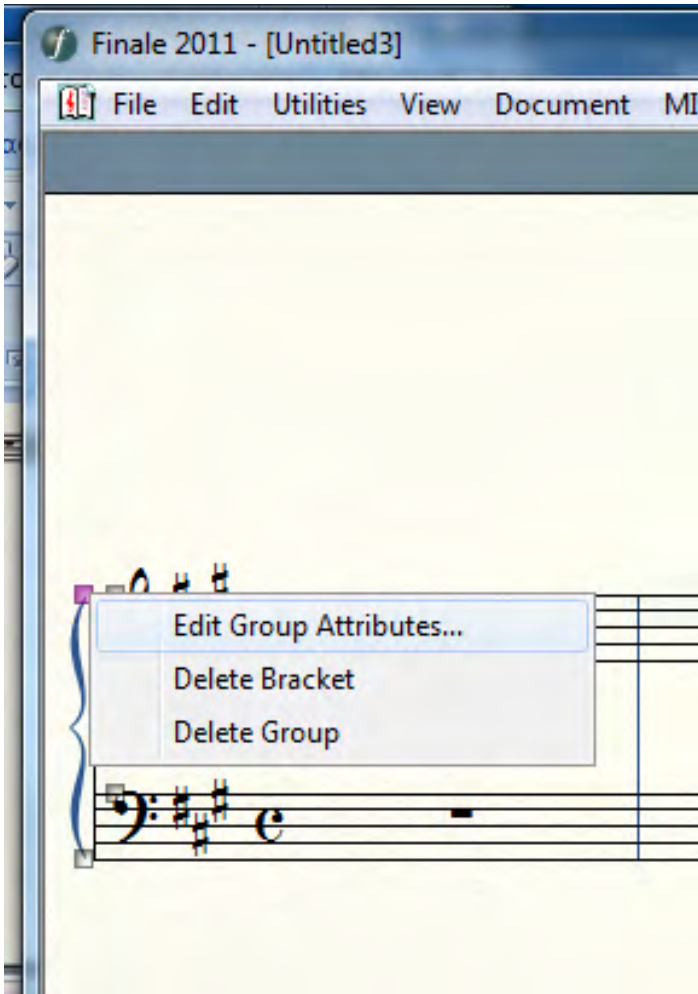 Finale 2011 - [Untitled3]
File Edit Utilities View Document MI
Edit Group Attributes...
Delete Bracket
Delete Group